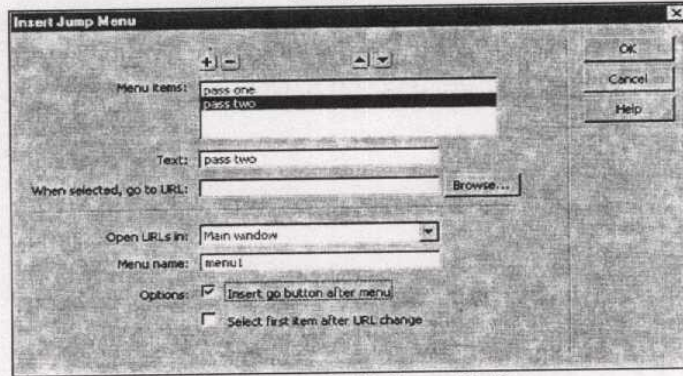 Insert Jump Menu
OK
Cancel
Help
Menu items:
pass one
pass two
Text: pass two
When selected, go to URL:
Browse...
Open URLs in: Main window
Menu name: menu1
Options: Insert go button after menu
Select first item after URL change